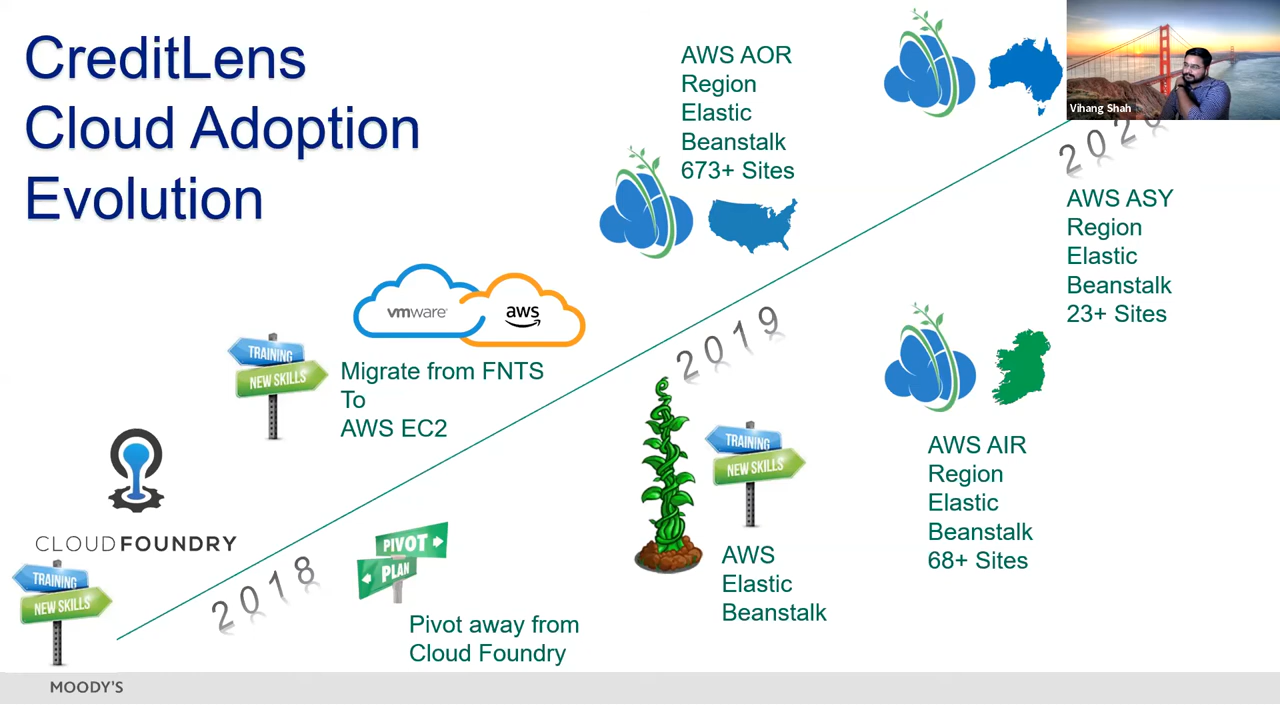 CreditLens
Cloud Adoption
Evolution
AWS AOR
Region
Elastic
Beanstalk
673+ Sites
Vihang Shah
2020
AWS ASY
Region
Elastic
Beanstalk
23+ Sites
vmware
aws
TRAINING
NEW SKILLS
Migrate from FNTS
To
AWS EC2
2019
TRAINING
NEW SKILLS
AWS
Elastic
Beanstalk
AWS AIR
Region
Elastic
Beanstalk
68+ Sites
CLOUD FOUNDRY
TRAINING
NEW SKILLS
2018
PIVOT
PLAN
Pivot away from
Cloud Foundry
MOODY'S